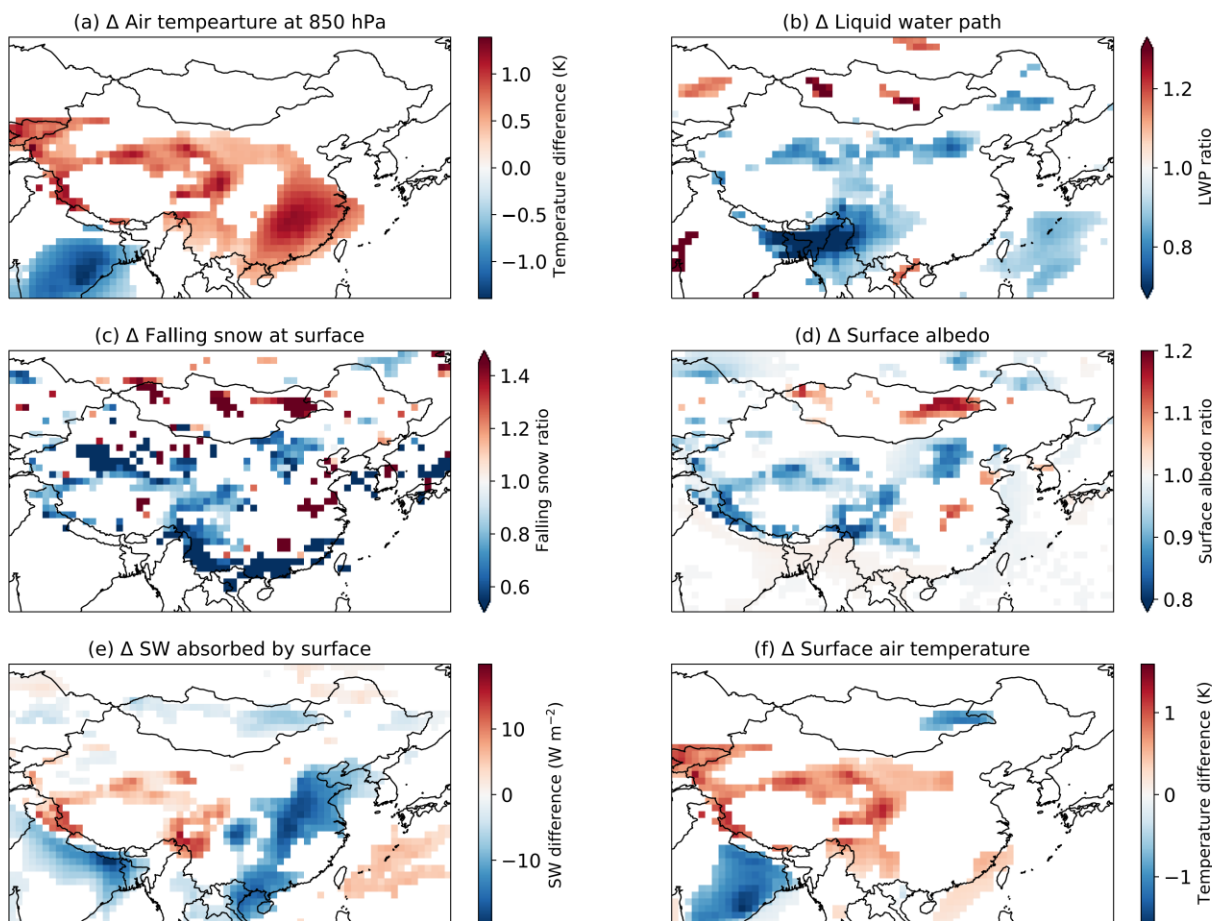 (a) Δ Air tempearture at 850 hPa
1.0
0.5
0.0
−0.5
−1.0
Temperature difference (K)
(b) Δ Liquid water path
1.2
1.0
0.8
LWP ratio
(c) Δ Falling snow at surface
1.4
1.2
1.0
0.8
0.6
Falling snow ratio
(d) Δ Surface albedo
1.2
1.1
1.0
0.9
0.8
Surface albedo ratio
(e) Δ SW absorbed by surface
10
0
−10
SW difference (W m⁻²)
(f) Δ Surface air temperature
1
0
−1
Temperature difference (K)